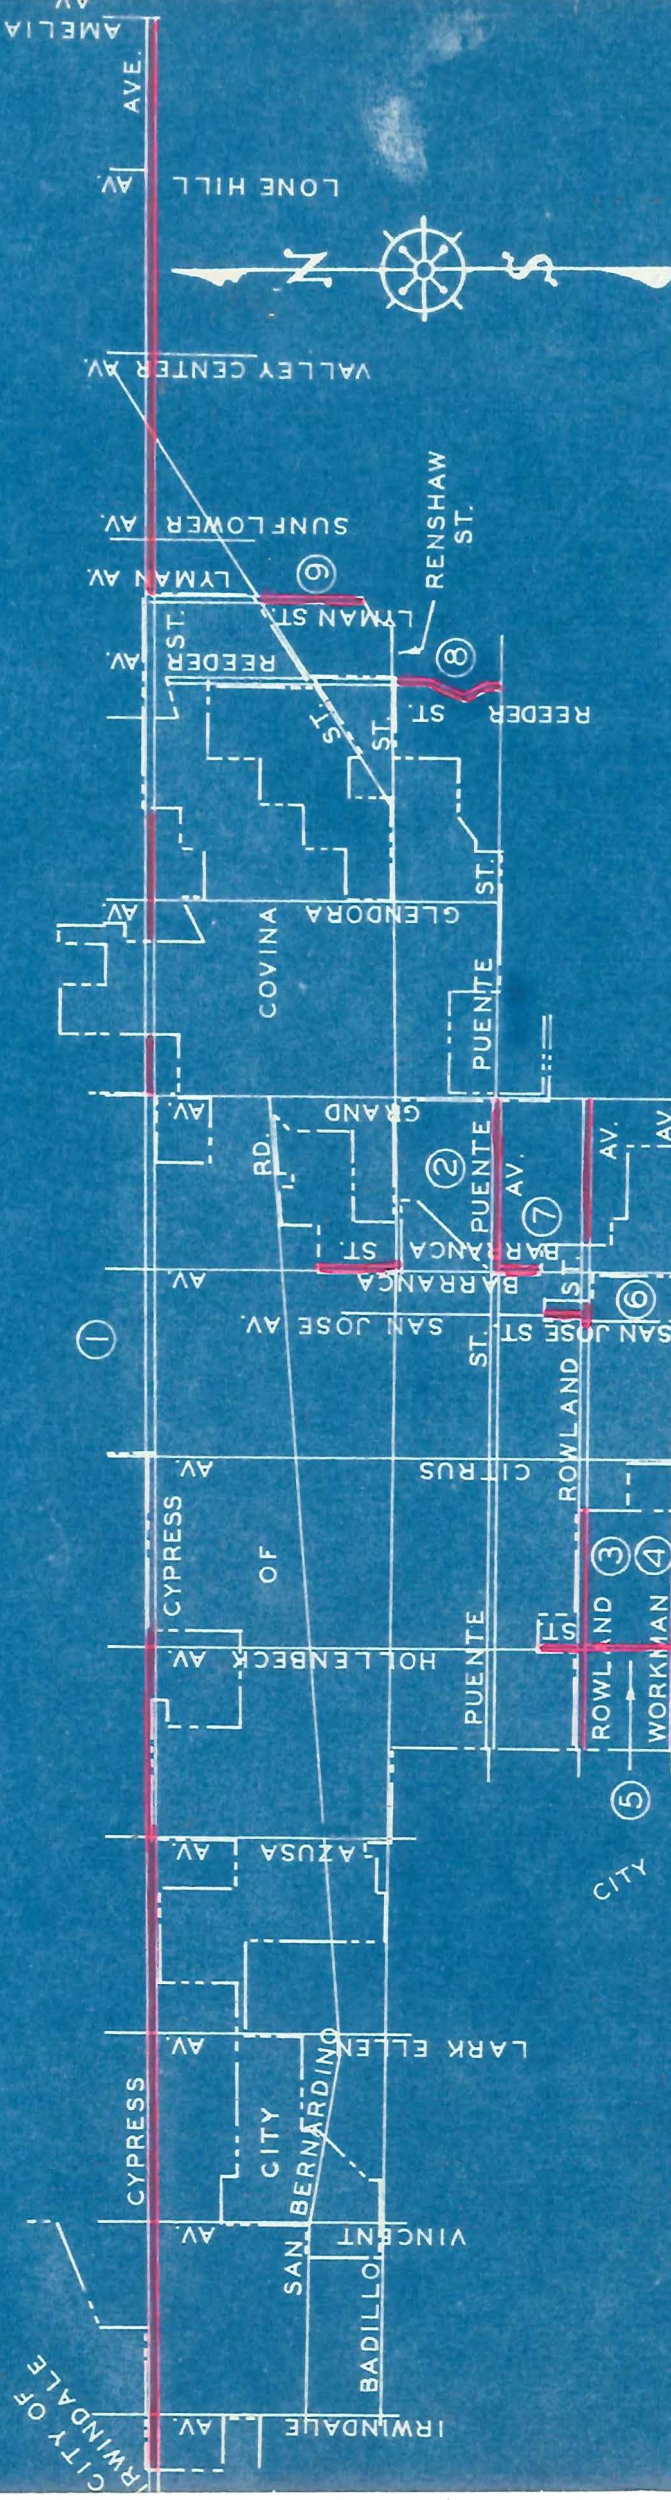 AMELIA
AV
AVE.
LONE HILL AV.
N
S
VALLEY CENTER AV.
SUNFLOWER AV.
LYMAN AV
LYMAN ST.
9
RENSHAW
ST.
REEDER AV.
ST.
REEDER ST.
8
ST.
ST.
GLENDORA AV.
COVINA
PUENTE ST.
GRAND AV.
RD.
2
PUENTE
AV.
7
BARRANCA ST.
BARRANCA AV.
BARRANCA
SAN JOSE AV.
SAN JOSE ST
6
AV.
AV
1
ST.
ROWLAND ST.
CITRUS AV.
CYPRESS
OF
HOLLENBECK AV.
ST
PUENTE
ROWLAND 3
WORKMAN 4
5
CITY
AZUSA AV.
LARK ELLEN AV.
CYPRESS
CITY
SAN BERNARDINO
VINCENT AV.
BADILLO
IRWINDALE AV.
CITY OF
IRWINDALE